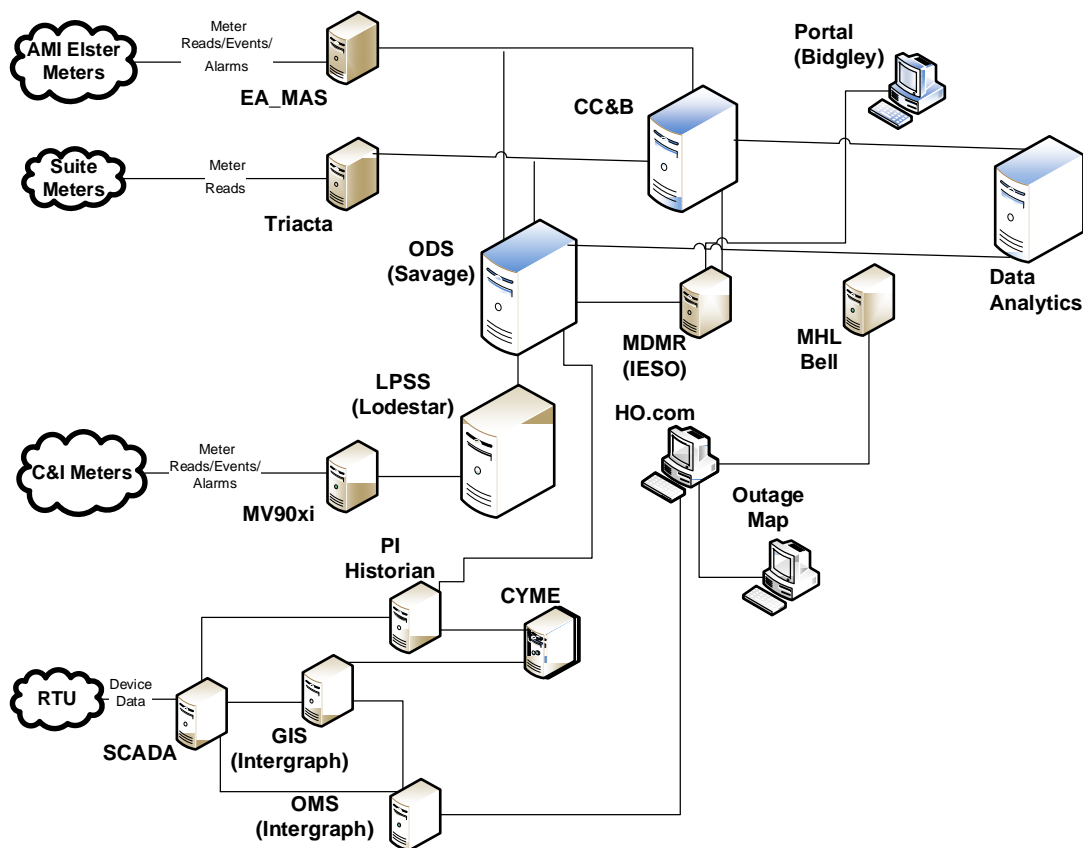 AMI Elster
Meters
Meter
Reads/Events/
Alarms
EA_MAS
Portal
(Bidgley)
CC&B
Suite
Meters
Meter
Reads
Triacta
ODS
(Savage)
Data
Analytics
MDMR
(IESO)
MHL
Bell
LPSS
(Lodestar)
HO.com
C&I Meters
Meter
Reads/Events/
Alarms
MV90xi
Outage
Map
PI
Historian
CYME
RTU
Device
Data
SCADA
GIS
(Intergraph)
OMS
(Intergraph)